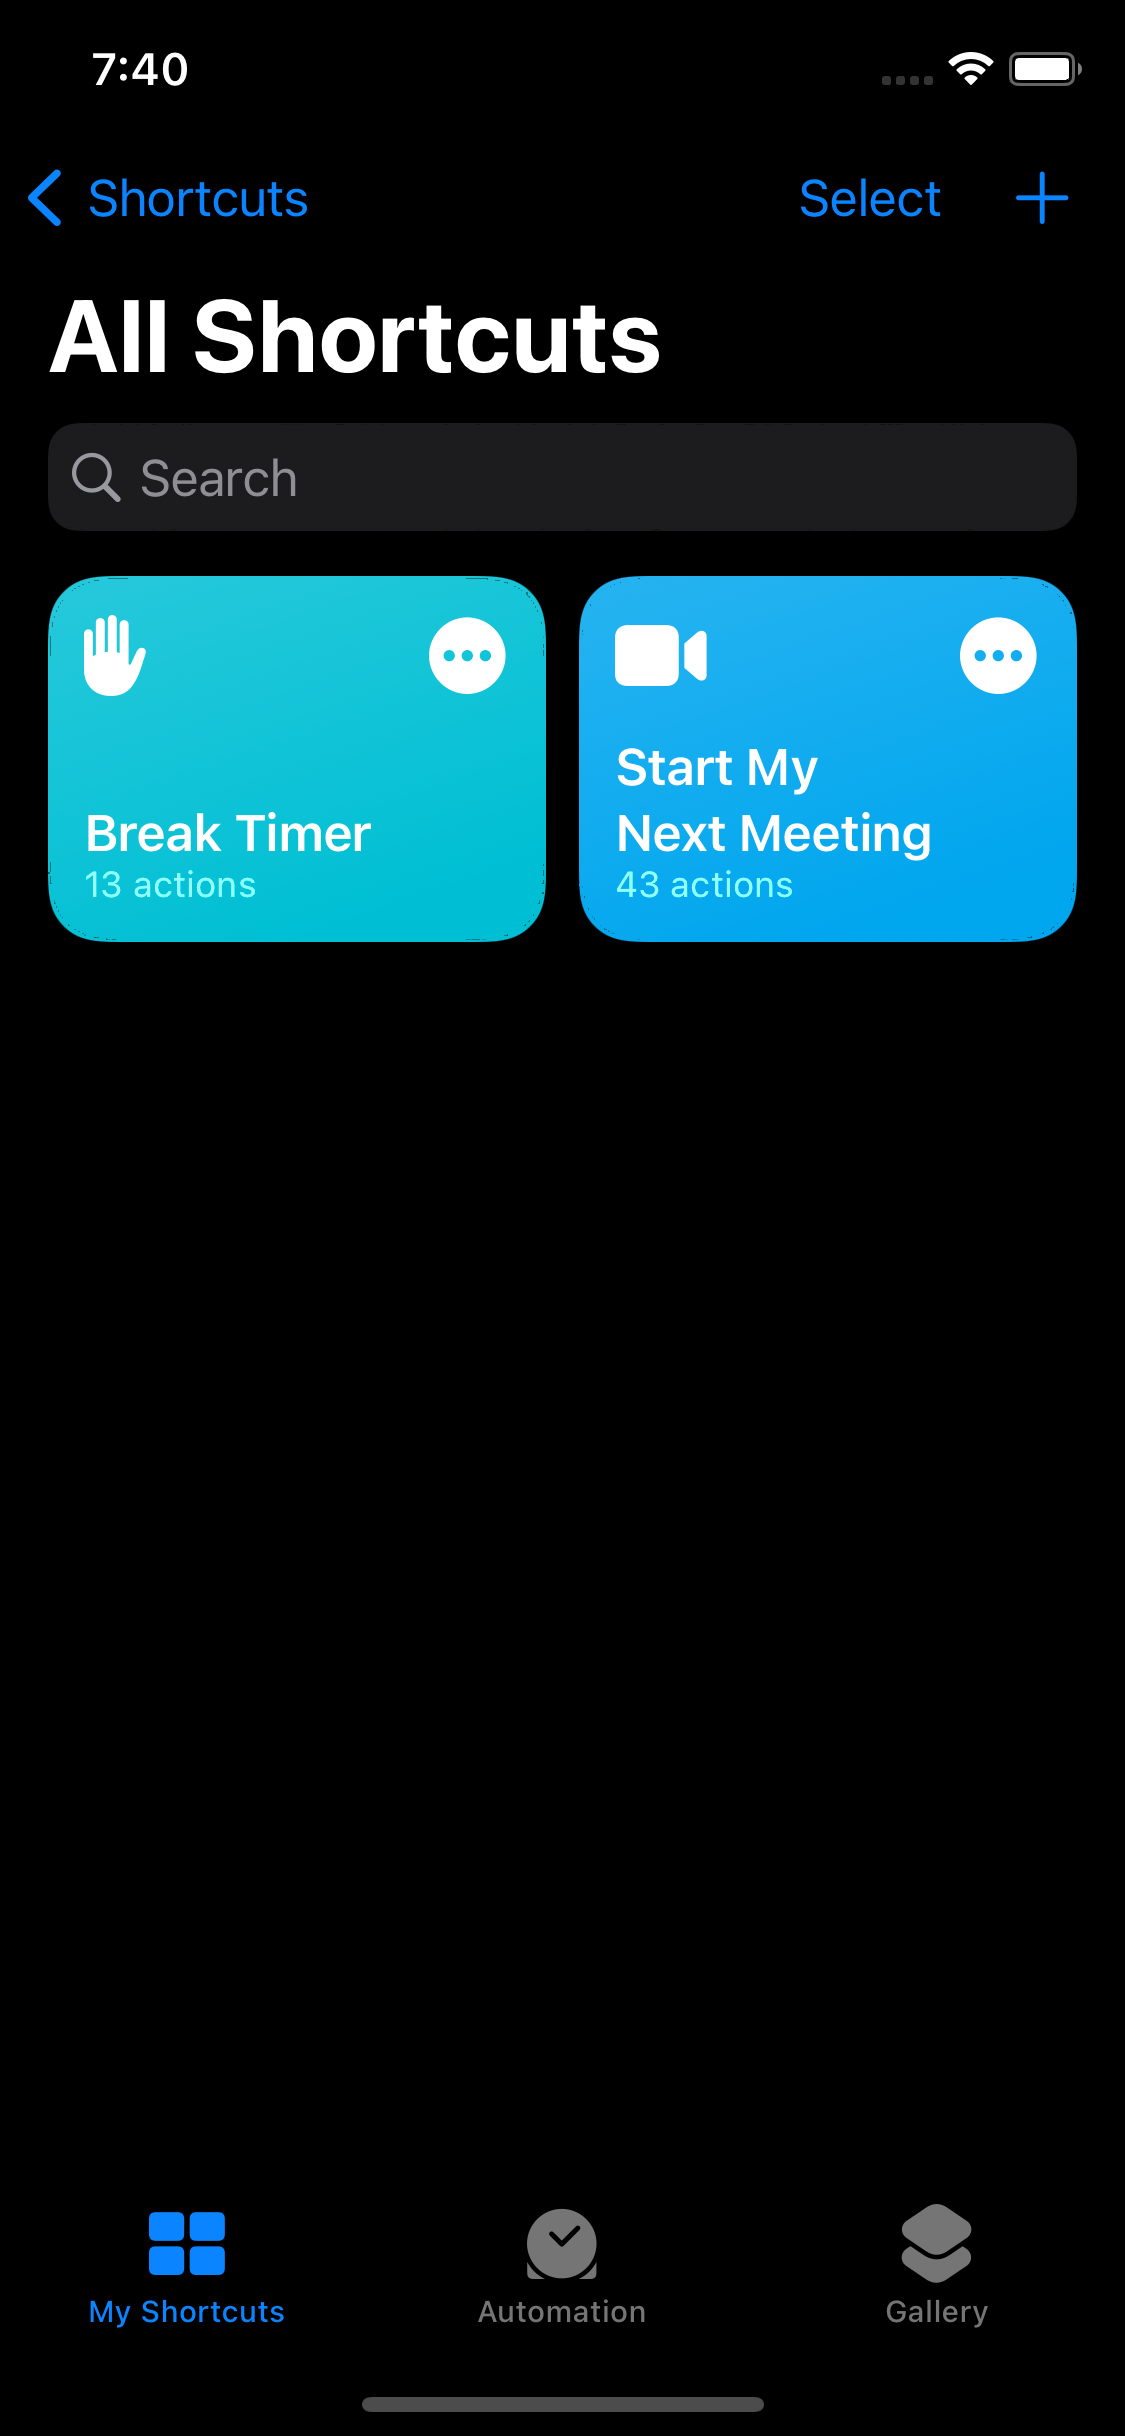 7:40
Shortcuts
Select
All Shortcuts
Search
Break Timer
13 actions
Start My
Next Meeting
43 actions
My Shortcuts
Automation
Gallery